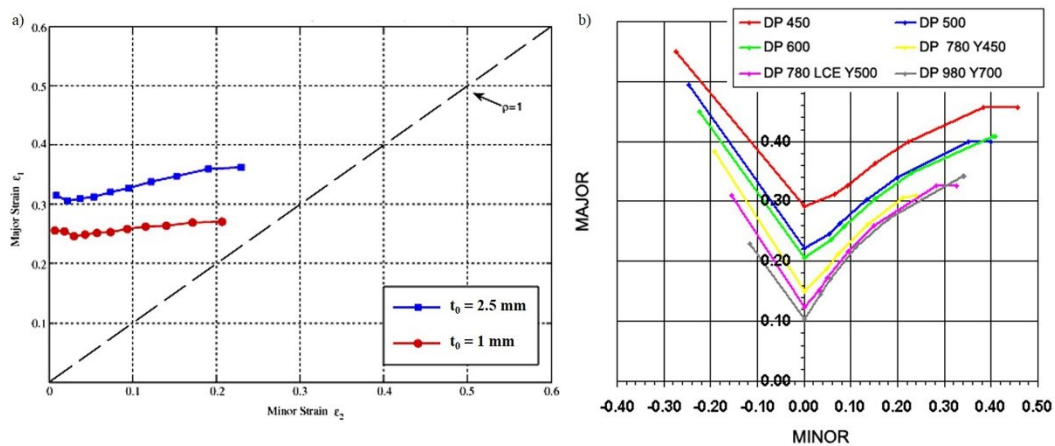 a)
Major Strain ε1
0.6
0.5
0.4
0.3
0.2
0.1
0
0.1
0.2
0.3
0.4
0.5
0.6
Minor Strain ε2
ρ=1
t0 = 2.5 mm
t0 = 1 mm
b)
DP 450
DP 500
DP 600
DP 780 Y450
DP 780 LCE Y500
DP 980 Y700
MAJOR
0.40
0.30
0.20
0.10
0.00
-0.40
-0.30
-0.20
-0.10
0.00
0.10
0.20
0.30
0.40
0.50
MINOR